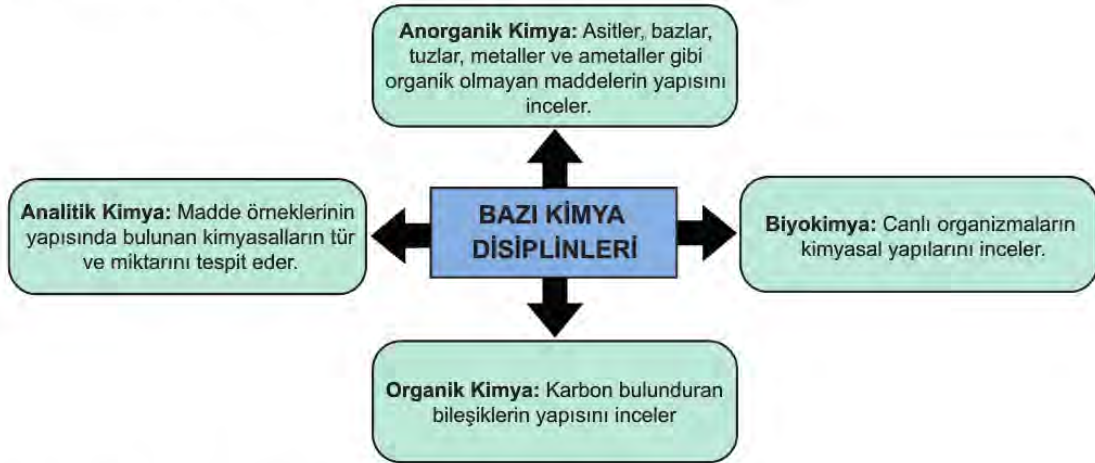 Anorganik Kimya: Asitler, bazlar,
tuzlar, metaller ve ametaller gibi
organik olmayan maddelerin yapısını
inceler.
Analitik Kimya: Madde örneklerinin
yapısında bulunan kimyasalların tür
ve miktarını tespit eder.
BAZI KİMYA
DİSİPLİNLERİ
Biyokimya: Canlı organizmaların
kimyasal yapılarını inceler.
Organik Kimya: Karbon bulunduran
bileşiklerin yapısını inceler